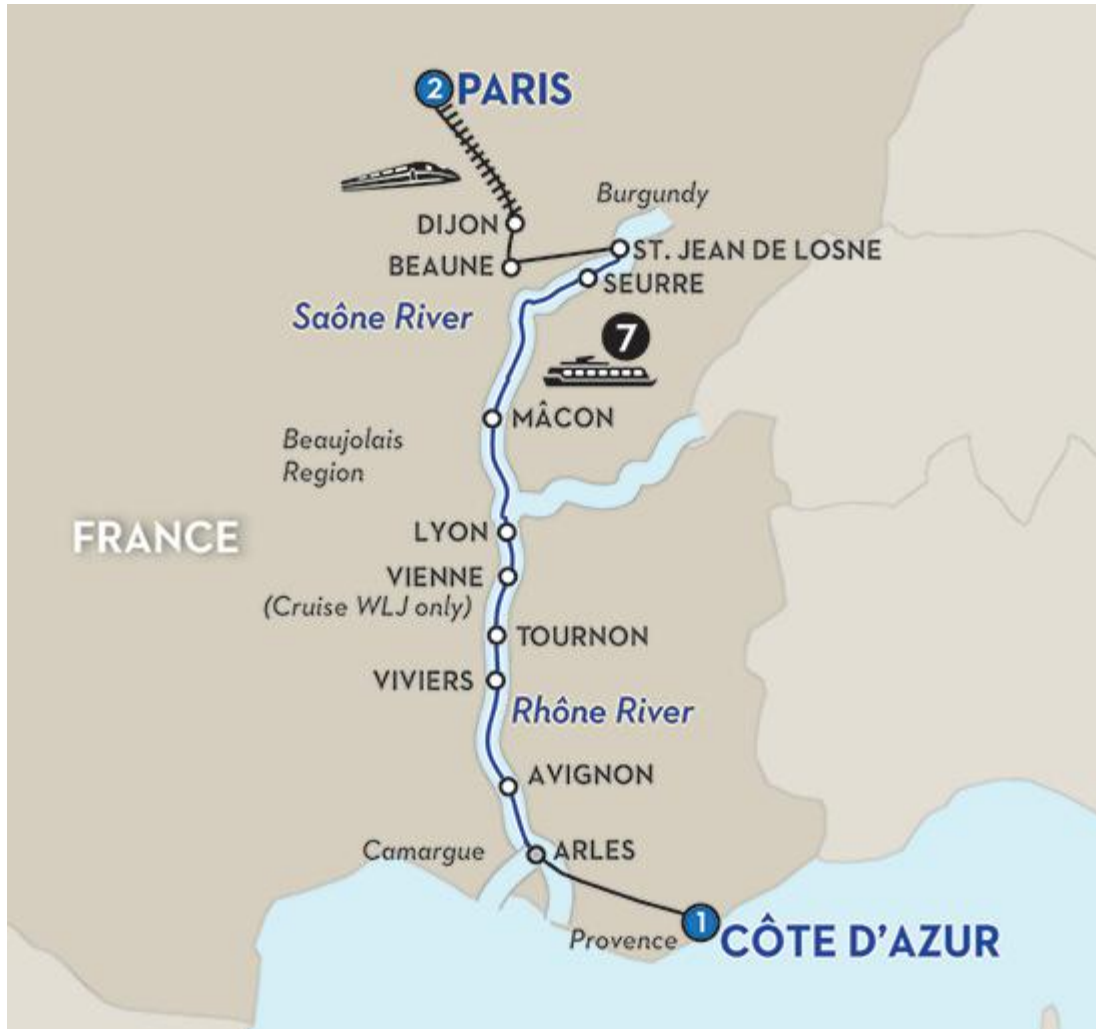 2 PARIS
Burgundy
DIJON
ST. JEAN DE LOSNE
BEAUNE
SEURRE
Saône River
7
MÂCON
Beaujolais
Region
FRANCE
LYON
VIENNE
(Cruise WLJ only)
TOURNON
VIVIERS
Rhône River
AVIGNON
Camargue
ARLES
Provence
1 CÔTE D'AZUR